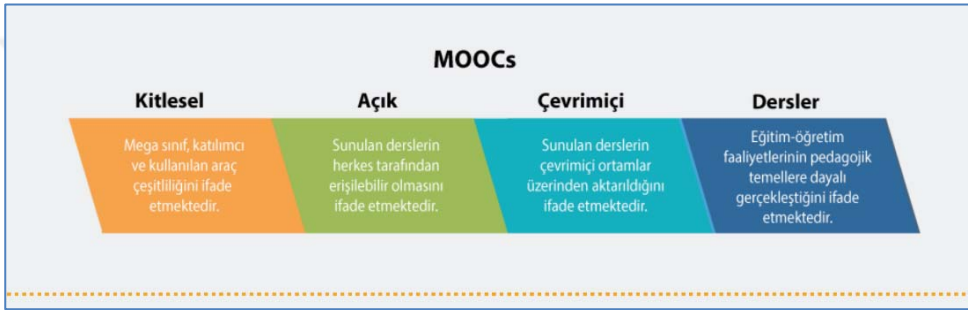 MOOCs
Kitlesel
Mega sınıf, katılımcı
ve kullanılan araç
çeşitliliğini ifade
etmektedir.
Açık
Sunulan derslerin
herkes tarafından
erişilebilir olmasını
ifade etmektedir.
Çevrimiçi
Sunulan derslerin
çevrimiçi ortamlar
üzerinden aktarıldığını
ifade etmektedir.
Dersler
Eğitim-öğretim
faaliyetlerinin pedagojik
temellere dayalı
gerçekleştiğini ifade
etmektedir.